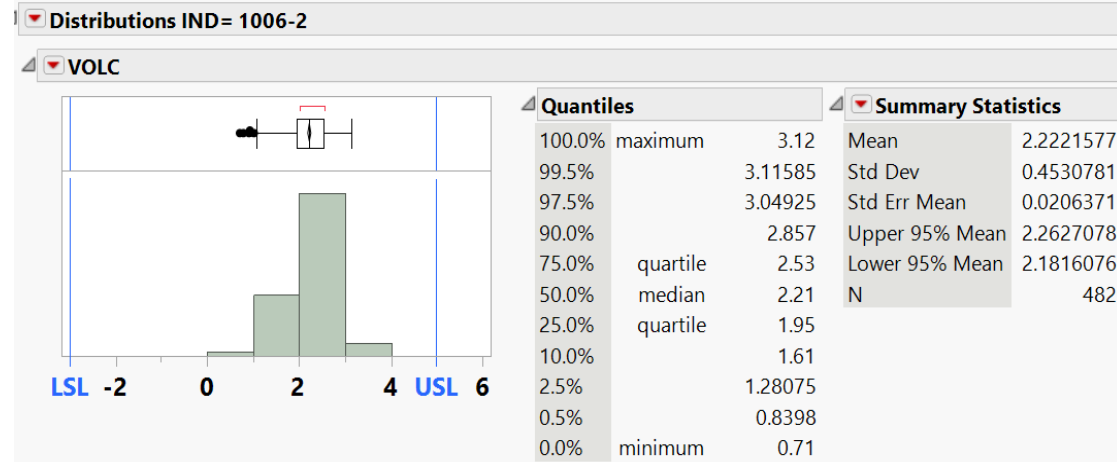 Distributions IND= 1006-2
VOLC
LSL -2 0 2 4 USL 6
Quantiles
100.0% maximum 3.12
99.5% 3.11585
97.5% 3.04925
90.0% 2.857
75.0% quartile 2.53
50.0% median 2.21
25.0% quartile 1.95
10.0% 1.61
2.5% 1.28075
0.5% 0.8398
0.0% minimum 0.71
Summary Statistics
Mean 2.2221577
Std Dev 0.4530781
Std Err Mean 0.0206371
Upper 95% Mean 2.2627078
Lower 95% Mean 2.1816076
N 482